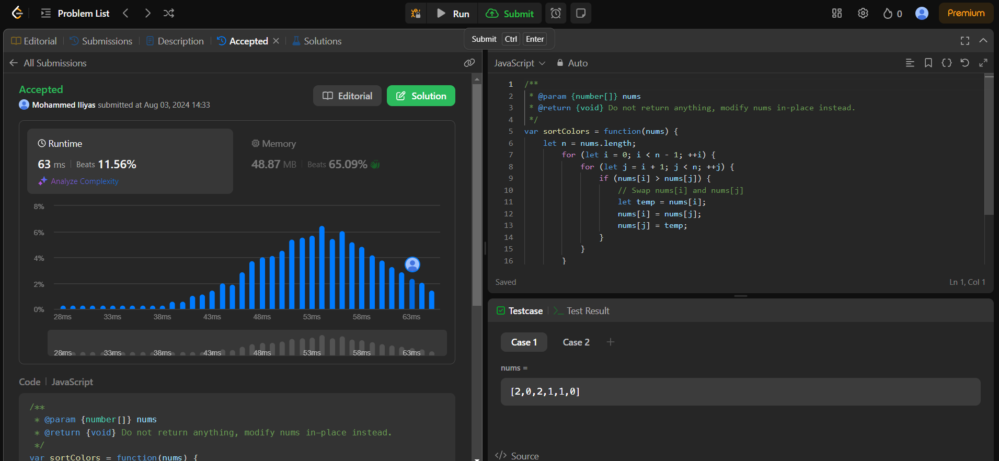 Problem List
Run
Submit
0
Premium
Editorial
Submissions
Description
Accepted
Solutions
Submit Ctrl Enter
All Submissions
Accepted
Mohammed Iliyas submitted at Aug 03, 2024 14:33
Editorial
Solution
Runtime
63 ms Beats 11.56%
Analyze Complexity
Memory
48.87 MB Beats 65.09%
8%
6%
4%
2%
0%
28ms 33ms 38ms 43ms 48ms 53ms 58ms 63ms
28ms 33ms 38ms 43ms 48ms 53ms 58ms 63ms
Code JavaScript
/**
 * @param {number[]} nums
 * @return {void} Do not return anything, modify nums in-place instead.
 */
var sortColors = function(nums) {
JavaScript Auto
1 /**
2  * @param {number[]} nums
3  * @return {void} Do not return anything, modify nums in-place instead.
4  */
5 var sortColors = function(nums) {
6     let n = nums.length;
7         for (let i = 0; i < n - 1; ++i) {
8             for (let j = i + 1; j < n; ++j) {
9                 if (nums[i] > nums[j]) {
10                     // Swap nums[i] and nums[j]
11                     let temp = nums[i];
12                     nums[i] = nums[j];
13                     nums[j] = temp;
14                 }
15             }
16         }
Saved
Ln 1, Col 1
Testcase
>_ Test Result
Case 1
Case 2
+
nums =
[2,0,2,1,1,0]
</> Source